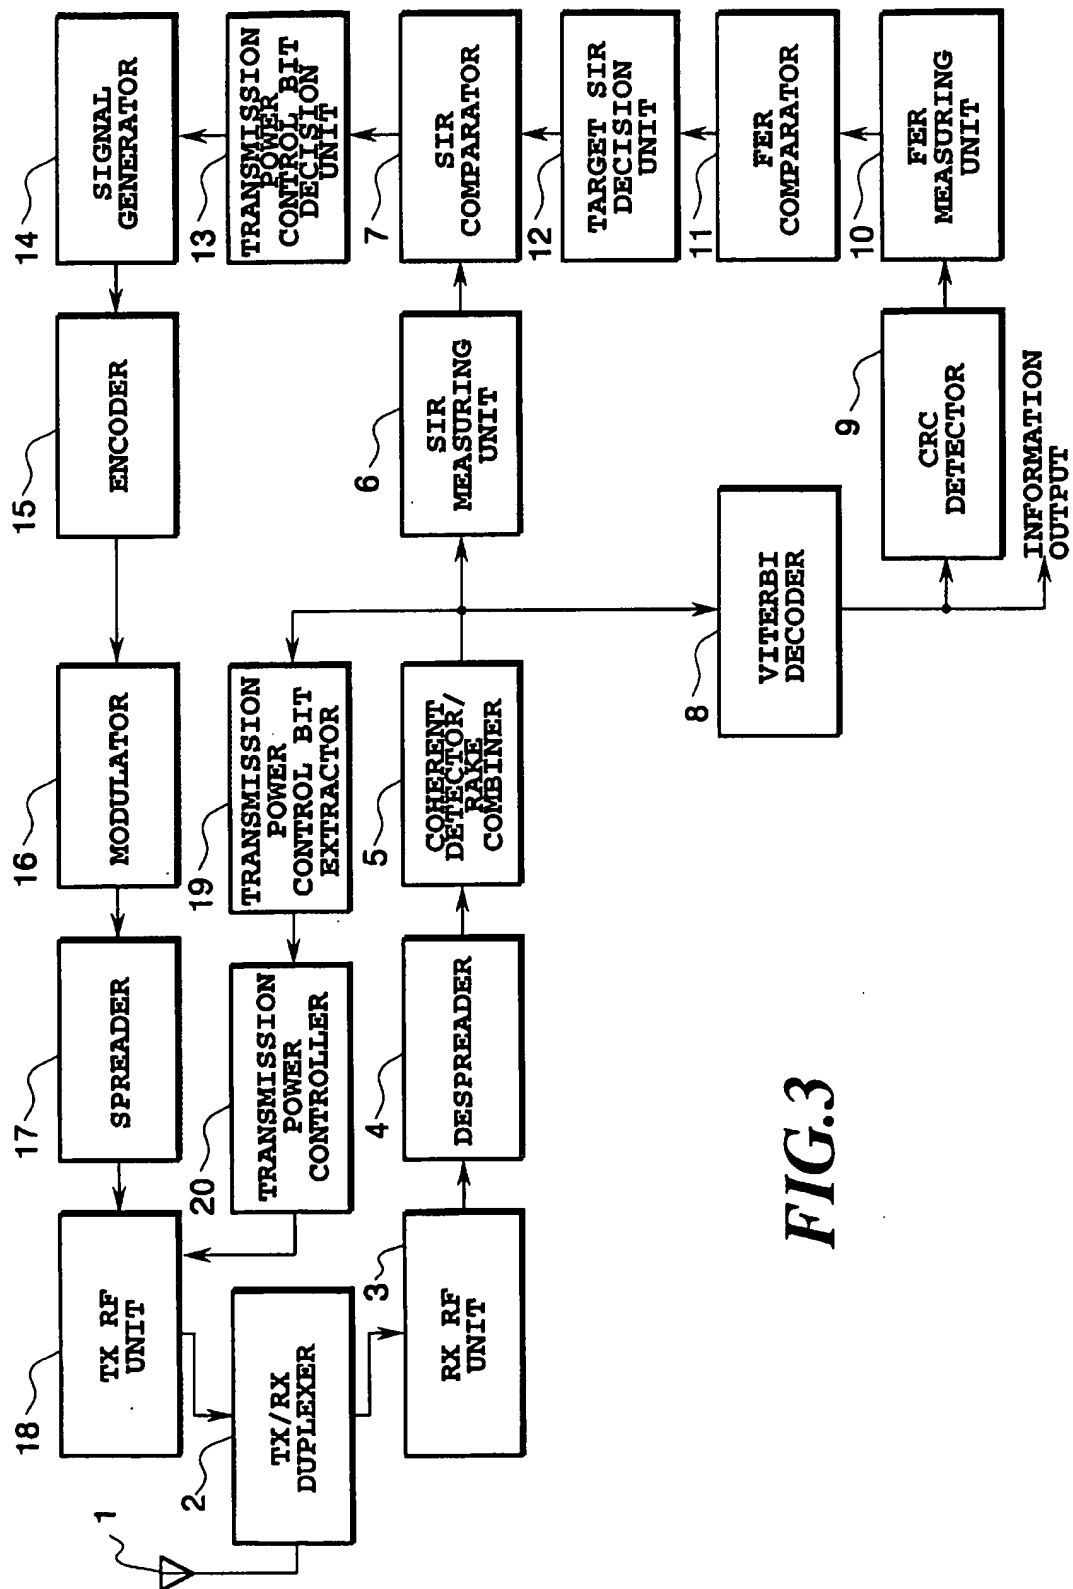 14
SIGNAL
GENERATOR
13
TRANSMISSION
POWER
CONTROL BIT
DECISION
UNIT
7
SIR
COMPARATOR
12
TARGET SIR
DECISION
UNIT
11
FER
COMPARATOR
10
FER
MEASURING
UNIT
15
ENCODER
6
SIR
MEASURING
UNIT
9
CRC
DETECTOR
INFORMATION
OUTPUT
16
MODULATOR
19
TRANSMISSION
POWER
CONTROL BIT
EXTRACTOR
5
COHERENT
DETECTOR/
RAKE
COMBINER
8
VITERBI
DECODER
17
SPREADER
20
TRANSMISSION
POWER
CONTROLLER
4
DESPREADER
18
TX RF
UNIT
2
TX/RX
DUPLEXER
3
RX RF
UNIT
1
FIG.3